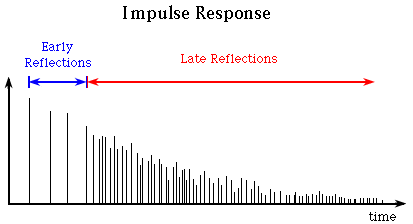 Impulse Response
Early
Reflections
Late Reflections
time